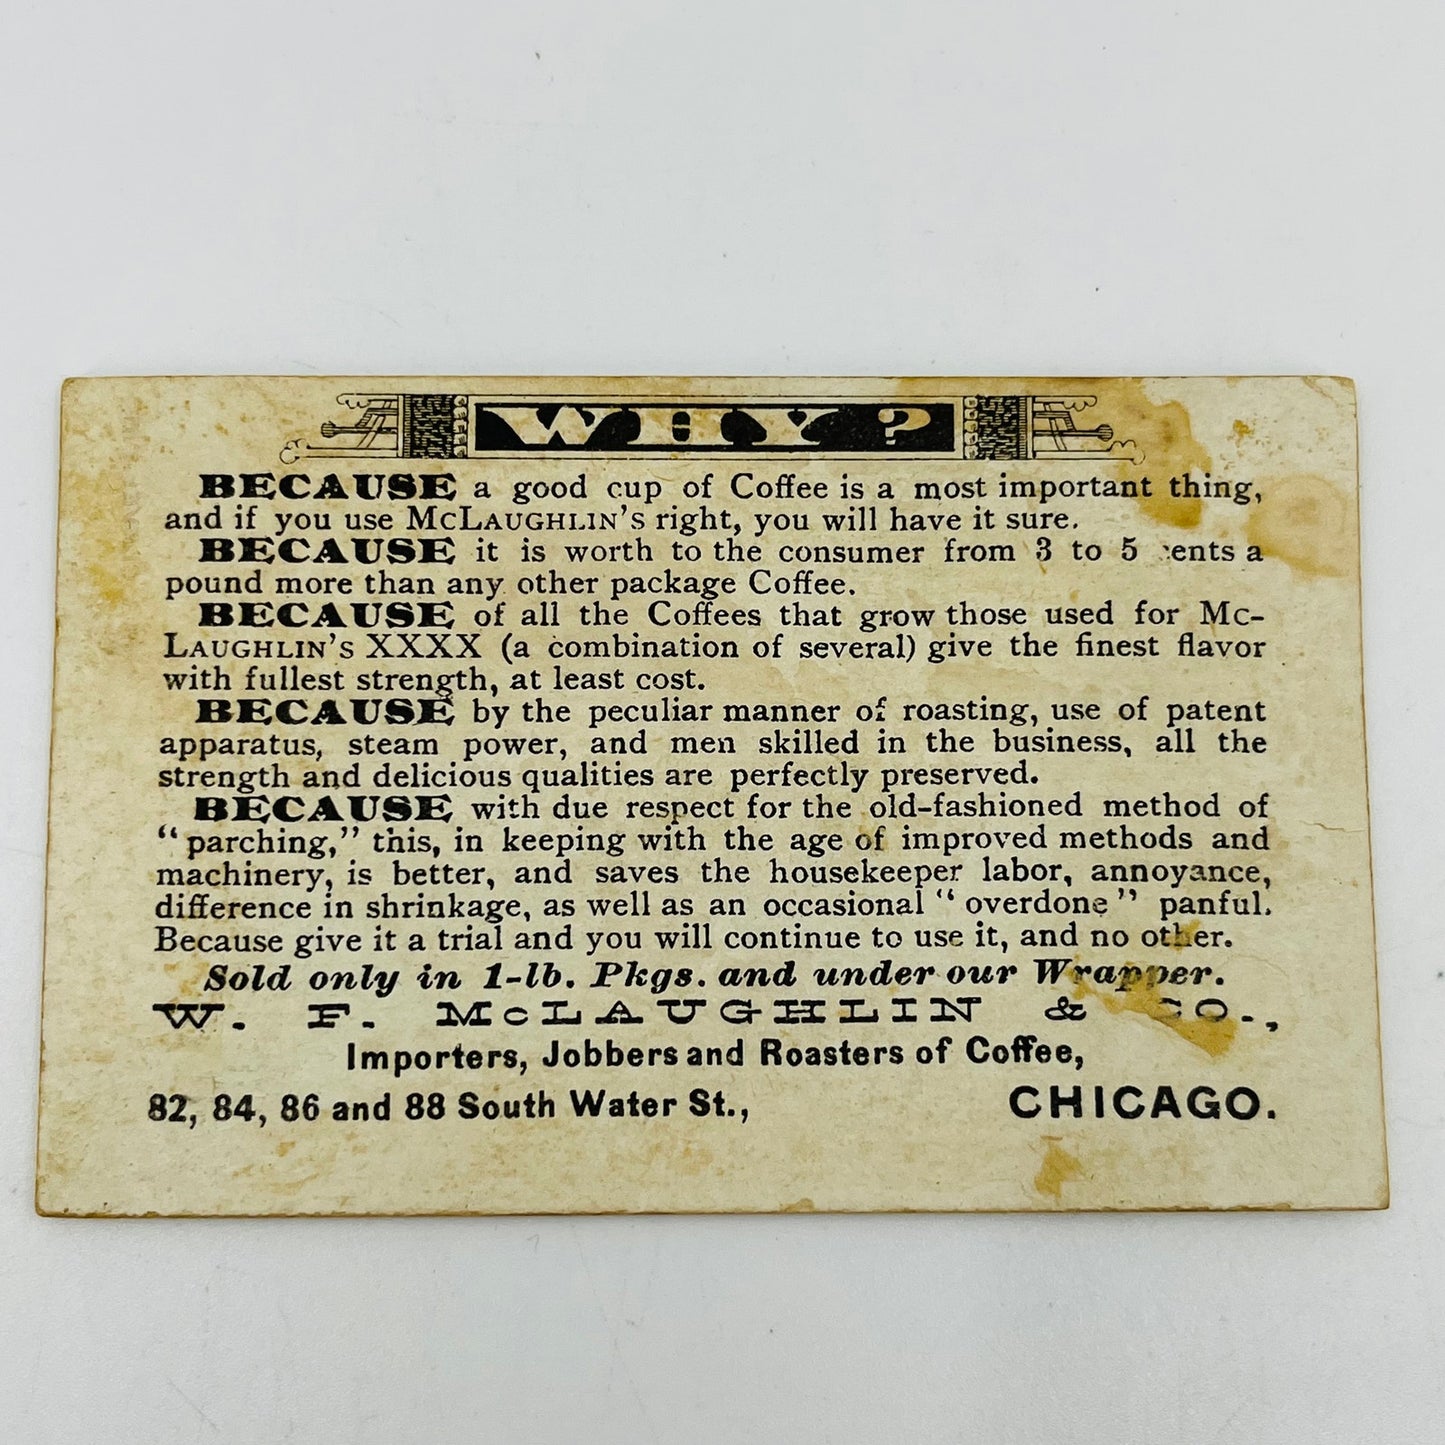 WHY?
BECAUSE a good cup of Coffee is a most important thing,
and if you use MCLAUGHLIN'S right, you will have it sure.
BECAUSE it is worth to the consumer from 3 to 5 cents a
pound more than any other package Coffee.
BECAUSE of all the Coffees that grow those used for MC-
LAUGHLIN'S XXXX (a combination of several) give the finest flavor
with fullest strength, at least cost.
BECAUSE by the peculiar manner of roasting, use of patent
apparatus, steam power, and men skilled in the business, all the
strength and delicious qualities are perfectly preserved.
BECAUSE with due respect for the old-fashioned method of
"parching," this, in keeping with the age of improved methods and
machinery, is better, and saves the housekeeper labor, annoyance,
difference in shrinkage, as well as an occasional "overdone" panful.
Because give it a trial and you will continue to use it, and no other.
Sold only in 1-lb. Pkgs. and under our Wrapper.
W. F. McLAUGHLIN & CO.,
Importers, Jobbers and Roasters of Coffee,
82, 84, 86 and 88 South Water St., CHICAGO.